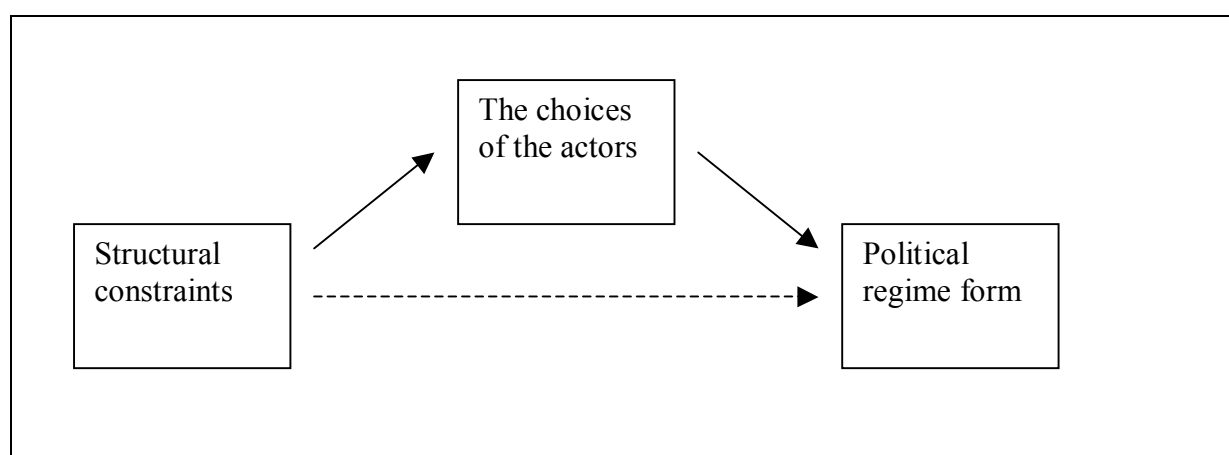 The choices
of the actors
Structural
constraints
Political
regime form